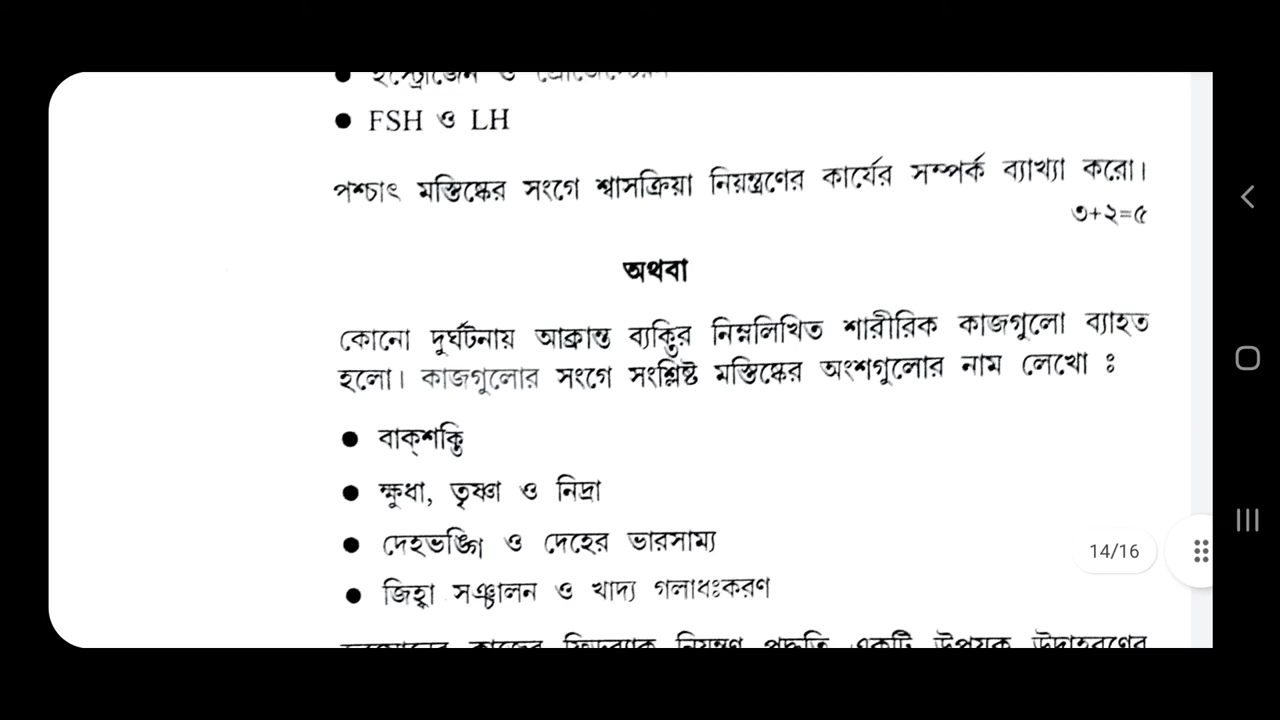 ● FSH ও LH
পশ্চাৎ মস্তিষ্কের সংগে শ্বাসক্রিয়া নিয়ন্ত্রণের কার্যের সম্পর্ক ব্যাখ্যা করো।
৩+২=৫
অথবা
কোনো দুর্ঘটনায় আক্রান্ত ব্যক্তির নিম্নলিখিত শারীরিক কাজগুলো ব্যাহত
হলো। কাজগুলোর সংগে সংশ্লিষ্ট মস্তিষ্কের অংশগুলোর নাম লেখো ঃ
● বাক্‌শক্তি
● ক্ষুধা, তৃষ্ণা ও নিদ্রা
● দেহভঙ্গি ও দেহের ভারসাম্য
14/16
● জিহ্বা সঞ্চালন ও খাদ্য গলাধঃকরণ